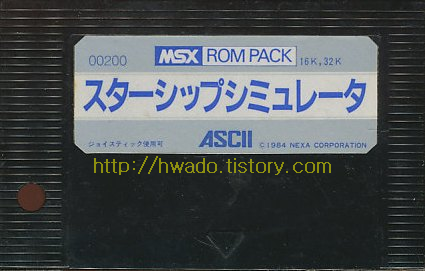 00200 MSX ROM PACK 16K, 32K
スターシップシミュレータ
ジョイスティック使用可 ASCII ©1984 NEXA CORPORATION
http://hwado.tistory.com